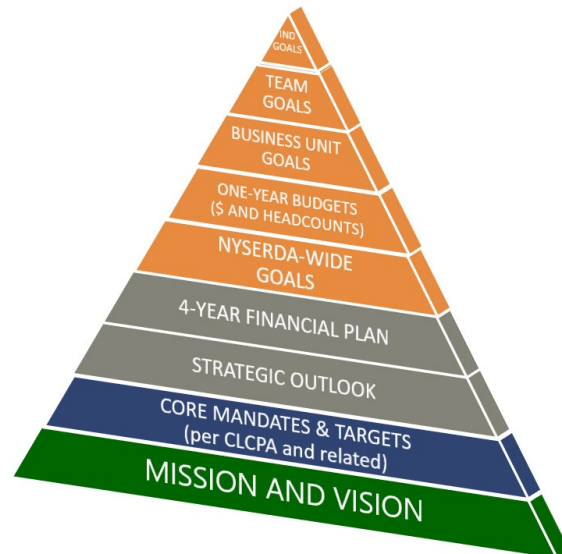 IND
GOALS
TEAM
GOALS
BUSINESS UNIT
GOALS
ONE-YEAR BUDGETS
($ AND HEADCOUNTS)
NYSERDA-WIDE
GOALS
4-YEAR FINANCIAL PLAN
STRATEGIC OUTLOOK
CORE MANDATES & TARGETS
(per CLCPA and related)
MISSION AND VISION